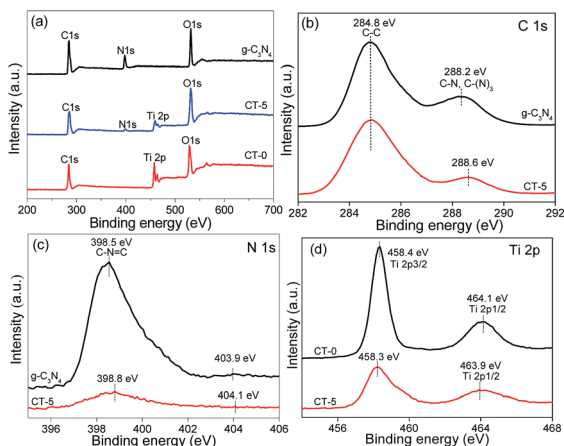 (a)
C1s
N1s
O1s
g-C3N4
O1s
C1s
N1s
Ti 2p
CT-5
O1s
C1s
Ti 2p
CT-0
200 300 400 500 600 700
Binding energy (eV)
Intensity (a.u.)
(b)
C 1s
284.8 eV
C-C
288.2 eV
C-N, C-(N)3
g-C3N4
288.6 eV
CT-5
282 284 286 288 290 292
Binding energy (eV)
Intensity (a.u.)
(c)
N 1s
398.5 eV
C-N=C
403.9 eV
g-C3N4
398.8 eV
CT-5
404.1 eV
396 398 400 402 404 406
Binding Energy (eV)
Intensity (a.u.)
(d)
Ti 2p
458.4 eV
Ti 2p3/2
464.1 eV
Ti 2p1/2
CT-0
458.3 eV
463.9 eV
Ti 2p1/2
CT-5
456 460 464 468
Binding Energy (eV)
Intensity (a.u.)